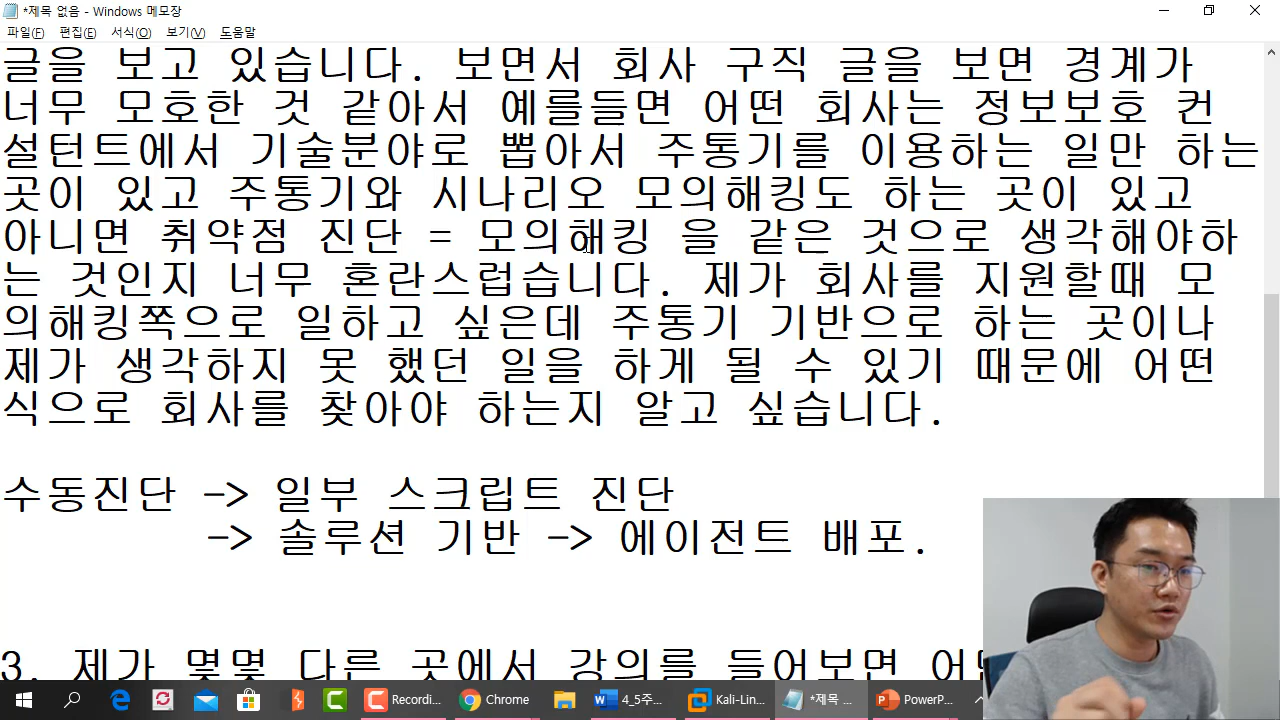 *제목 없음 - Windows 메모장
파일(F) 편집(E) 서식(O) 보기(V) 도움말
글을 보고 있습니다. 보면서 회사 구직 글을 보면 경계가
너무 모호한 것 같아서 예를들면 어떤 회사는 정보보호 컨
설턴트에서 기술분야로 뽑아서 주통기를 이용하는 일만 하는
곳이 있고 주통기와 시나리오 모의해킹도 하는 곳이 있고
아니면 취약점 진단 = 모의해킹 을 같은 것으로 생각해야하
는 것인지 너무 혼란스럽습니다. 제가 회사를 지원할때 모
의해킹쪽으로 일하고 싶은데 주통기 기반으로 하는 곳이나
제가 생각하지 못 했던 일을 하게 될 수 있기 때문에 어떤
식으로 회사를 찾아야 하는지 알고 싶습니다.
수동진단 -> 일부 스크립트 진단
-> 솔루션 기반 -> 에이전트 배포.
3. 제가 몇몇 다른 곳에서 강의를 들어보면
Recordi... Chrome 4_5주... Kali-Lin... *제목 ... PowerP...